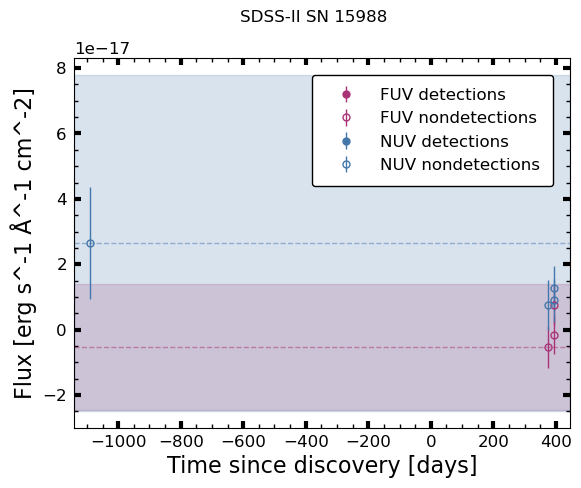 SDSS-II SN 15988
1e−17
8
6
4
2
0
−2
Flux [erg s^-1 Å^-1 cm^-2]
FUV detections
FUV nondetections
NUV detections
NUV nondetections
−1000 −800 −600 −400 −200 0 200 400
Time since discovery [days]